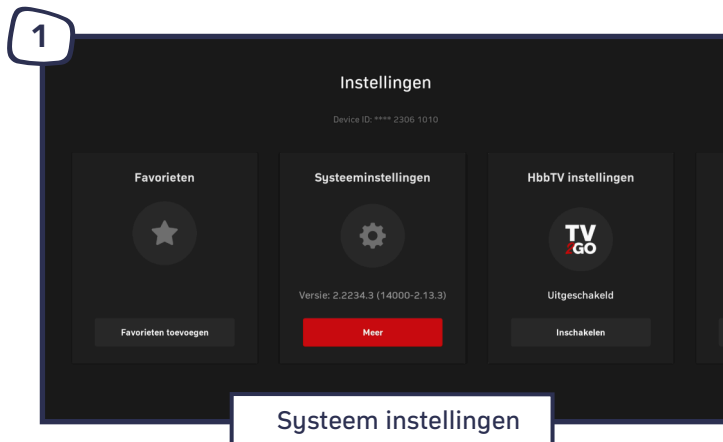 1
Instellingen
Device ID: **** 2306 1010
Favorieten
Systeeminstellingen
HbbTV instellingen
TV
2GO
Versie: 2.2234.3 (14000-2.13.3)
Uitgeschakeld
Favorieten toevoegen
Meer
Inschakelen
Systeem instellingen